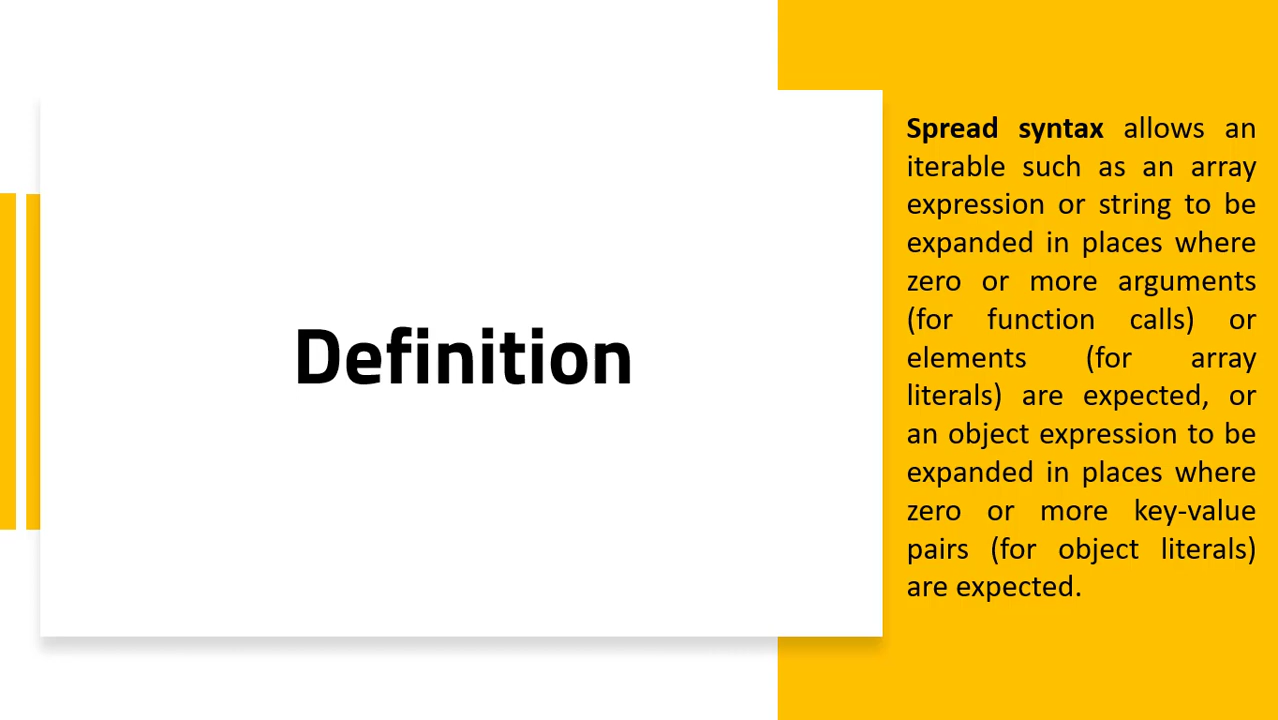 Definition
Spread syntax allows an
iterable such as an array
expression or string to be
expanded in places where
zero or more arguments
(for function calls) or
elements (for array
literals) are expected, or
an object expression to be
expanded in places where
zero or more key-value
pairs (for object literals)
are expected.